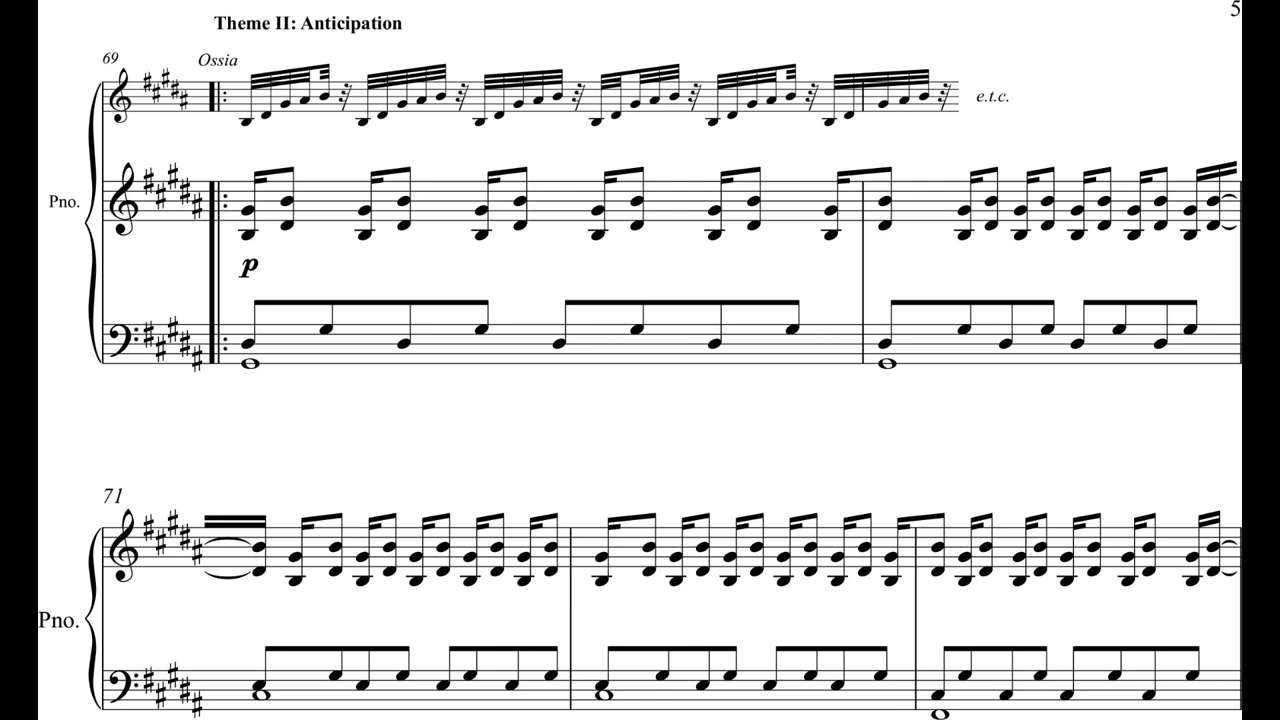 5
Theme II: Anticipation
69
Ossia
e.t.c.
Pno.
p
71
Pno.